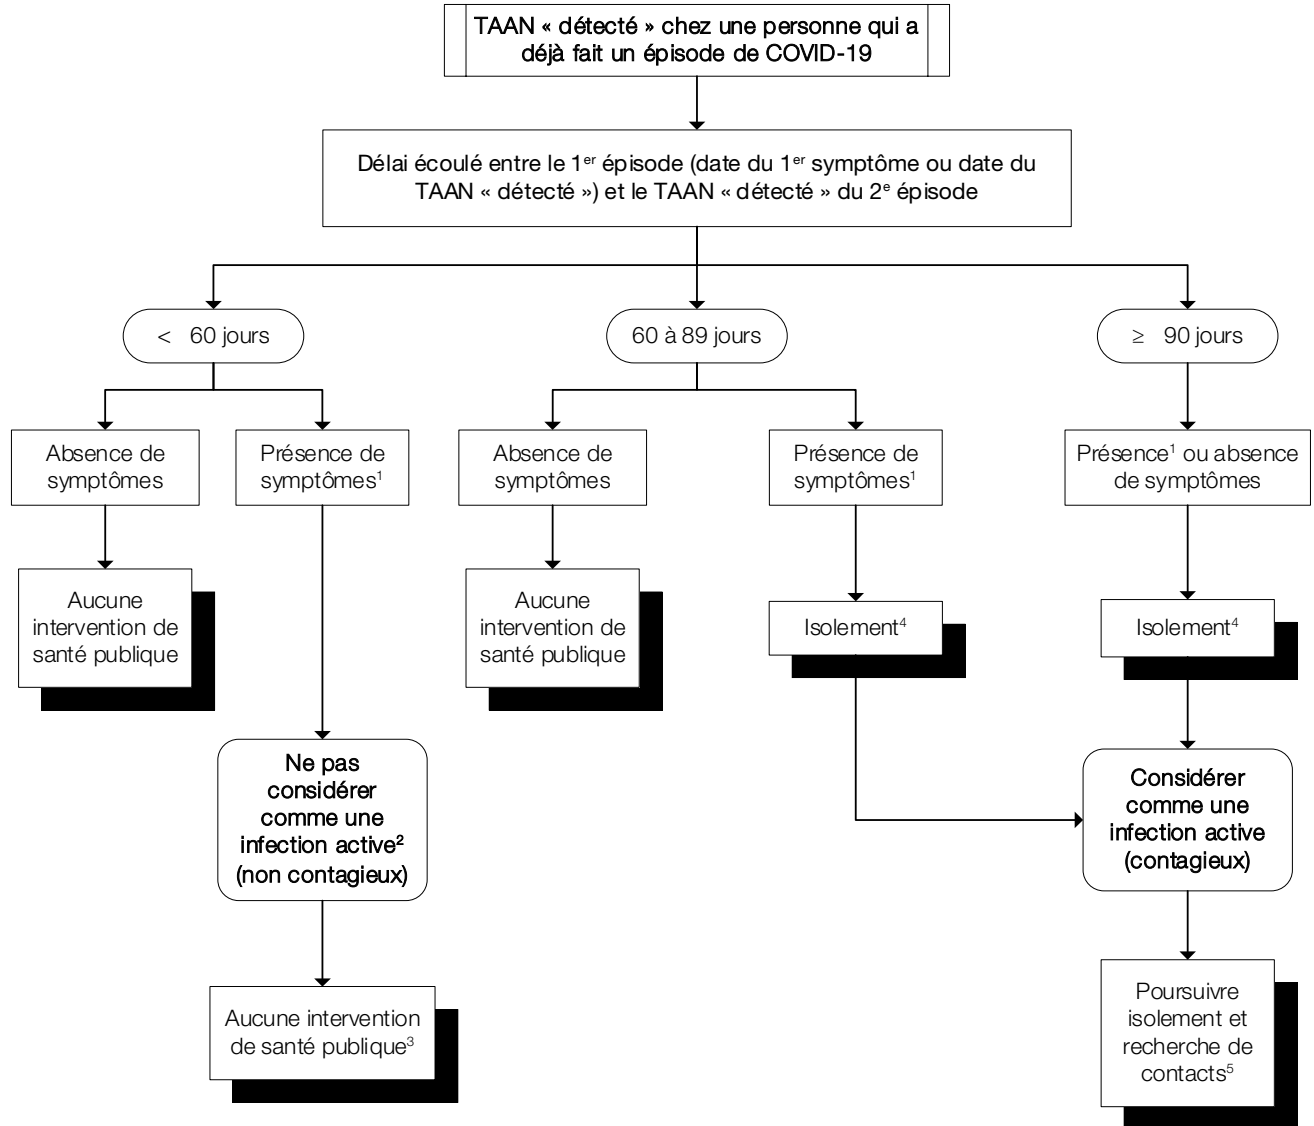 TAAN « détecté » chez une personne qui a
déjà fait un épisode de COVID-19
Délai écoulé entre le 1er épisode (date du 1er symptôme ou date du
TAAN « détecté ») et le TAAN « détecté » du 2e épisode
< 60 jours
60 à 89 jours
≥ 90 jours
Absence de
symptômes
Présence de
symptômes1
Absence de
symptômes
Présence de
symptômes1
Présence1 ou absence
de symptômes
Aucune
intervention de
santé publique
Aucune
intervention de
santé publique
Isolement4
Isolement4
Ne pas
considérer
comme une
infection active2
(non contagieux)
Considérer
comme une
infection active
(contagieux)
Aucune intervention
de santé publique3
Poursuivre
isolement et
recherche de
contacts5